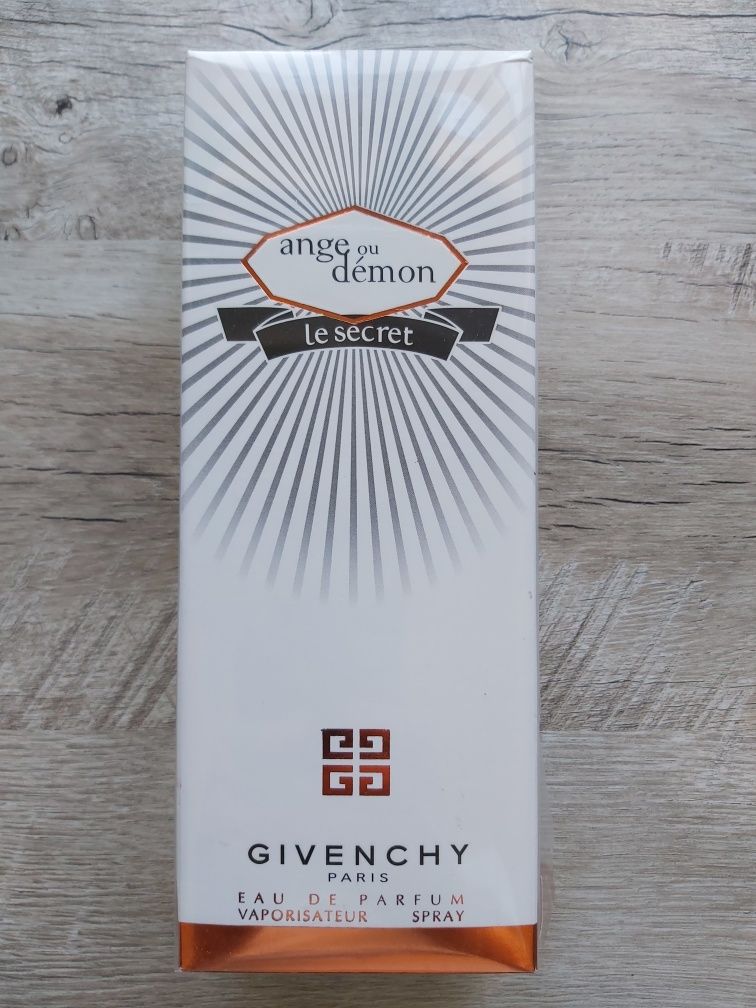 ange ou
démon
le secret
GIVENCHY
PARIS
EAU DE PARFUM
VAPORISATEUR SPRAY